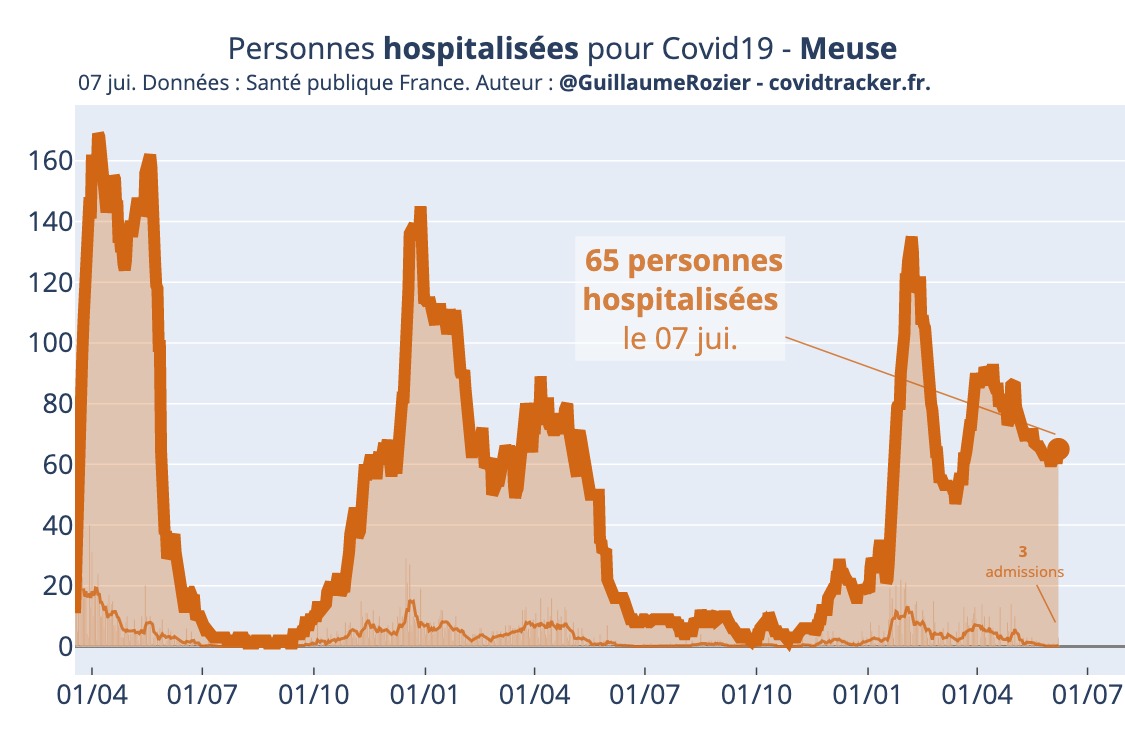 Personnes hospitalisées pour Covid19 - Meuse
07 jui. Données : Santé publique France. Auteur : @GuillaumeRozier - covidtracker.fr.
160
140
120
100
80
60
40
20
0
65 personnes
hospitalisées
le 07 jui.
3
admissions
01/04 01/07 01/10 01/01 01/04 01/07 01/10 01/01 01/04 01/07